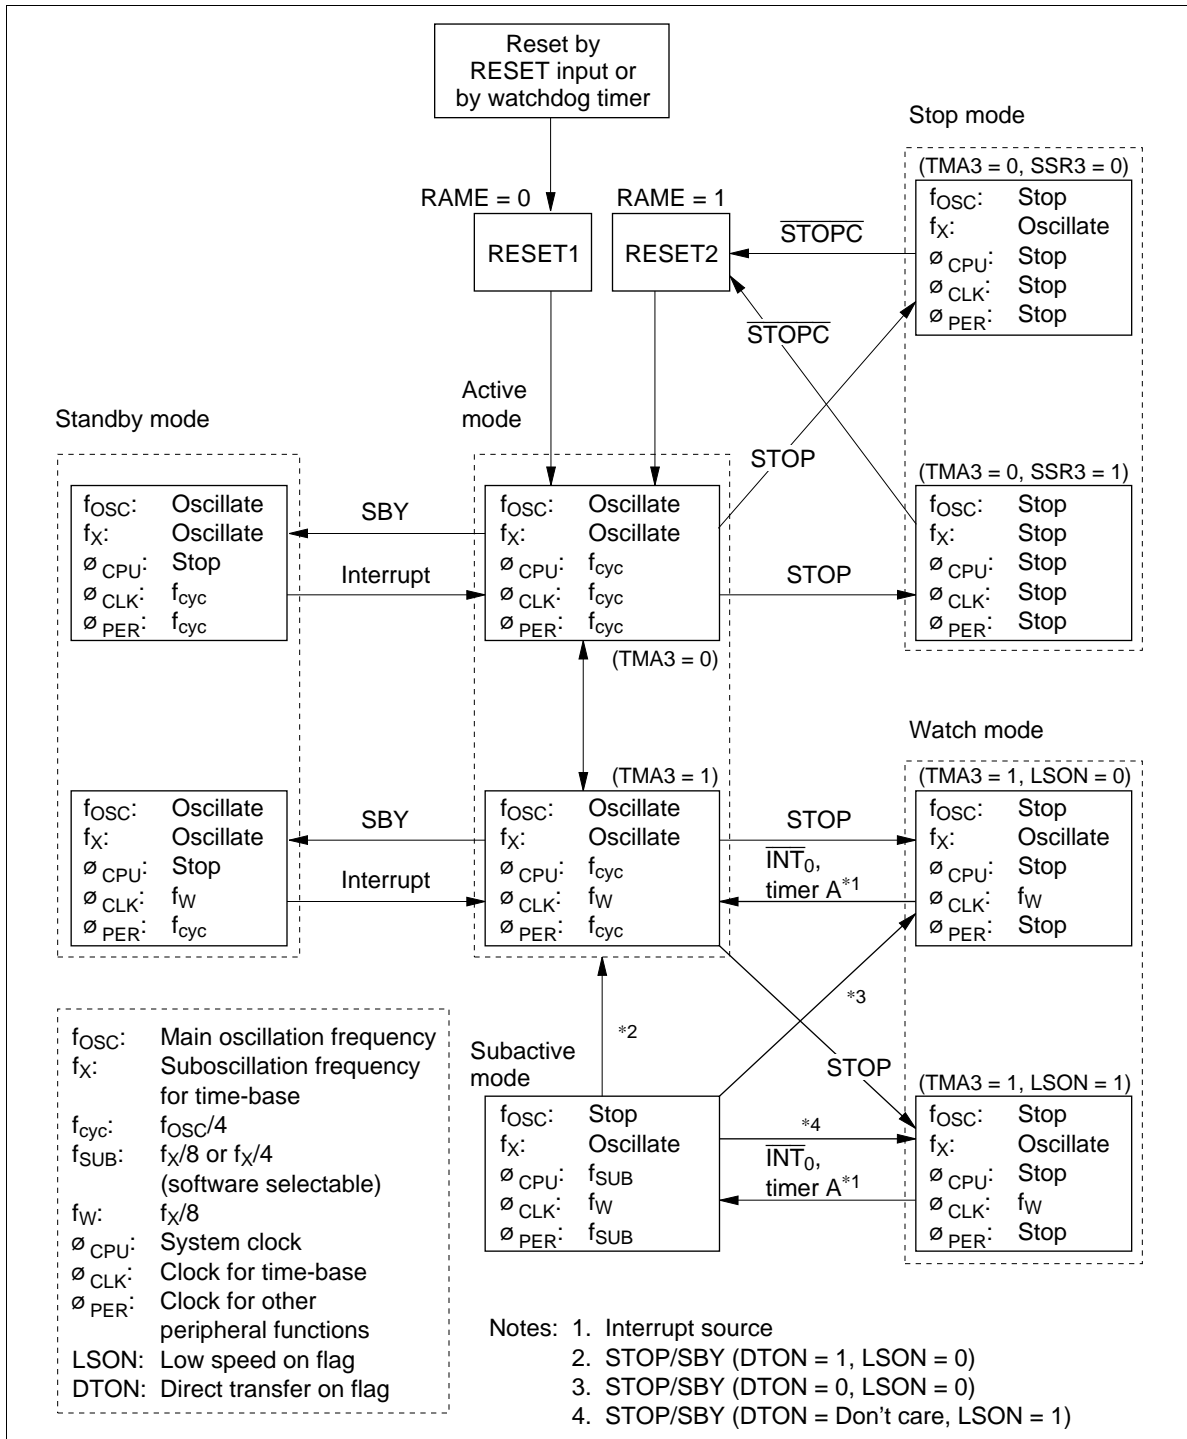 Reset by
RESET input or
by watchdog timer
Stop mode
RAME = 0
RAME = 1
(TMA3 = 0, SSR3 = 0)
RESET1
RESET2
STOPC
fOSC: Stop
fX: Oscillate
ø CPU: Stop
ø CLK: Stop
ø PER: Stop
STOPC
Active
mode
Standby mode
STOP
(TMA3 = 0, SSR3 = 1)
fOSC: Oscillate
fX: Oscillate
ø CPU: Stop
ø CLK: fcyc
ø PER: fcyc
SBY
Interrupt
fOSC: Oscillate
fX: Oscillate
ø CPU: fcyc
ø CLK: fcyc
ø PER: fcyc
(TMA3 = 0)
STOP
fOSC: Stop
fX: Stop
ø CPU: Stop
ø CLK: Stop
ø PER: Stop
Watch mode
(TMA3 = 1)
(TMA3 = 1, LSON = 0)
fOSC: Oscillate
fX: Oscillate
ø CPU: Stop
ø CLK: fW
ø PER: fcyc
SBY
Interrupt
fOSC: Oscillate
fX: Oscillate
ø CPU: fcyc
ø CLK: fW
ø PER: fcyc
STOP
INT0,
timer A*1
fOSC: Stop
fX: Oscillate
ø CPU: Stop
ø CLK: fW
ø PER: Stop
*2
*3
STOP
Subactive
mode
(TMA3 = 1, LSON = 1)
fOSC: Stop
fX: Oscillate
ø CPU: fSUB
ø CLK: fW
ø PER: fSUB
*4
INT0,
timer A*1
fOSC: Stop
fX: Oscillate
ø CPU: Stop
ø CLK: fW
ø PER: Stop
fOSC: Main oscillation frequency
fX: Suboscillation frequency
for time-base
fcyc: fOSC/4
fSUB: fX/8 or fX/4
(software selectable)
fW: fX/8
ø CPU: System clock
ø CLK: Clock for time-base
ø PER: Clock for other
peripheral functions
LSON: Low speed on flag
DTON: Direct transfer on flag
Notes: 1. Interrupt source
2. STOP/SBY (DTON = 1, LSON = 0)
3. STOP/SBY (DTON = 0, LSON = 0)
4. STOP/SBY (DTON = Don't care, LSON = 1)